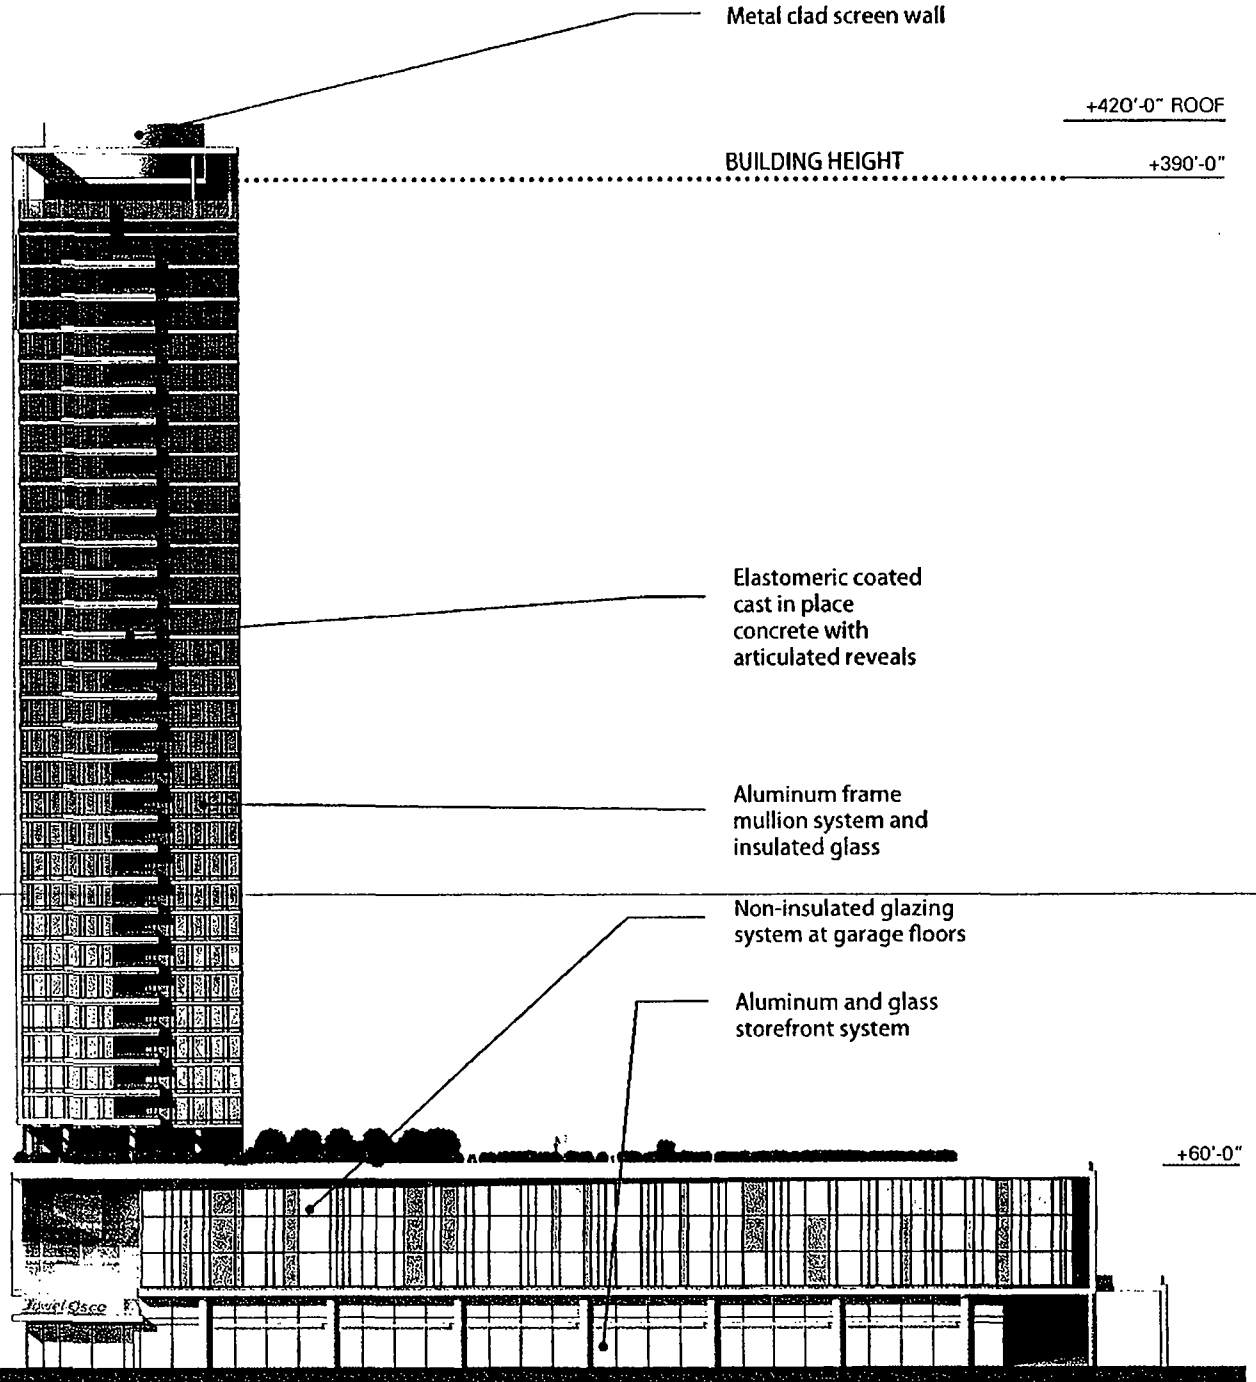 Metal clad screen wall
+420'-0" ROOF
BUILDING HEIGHT
+390'-0"
Elastomeric coated
cast in place
concrete with
articulated reveals
Aluminum frame
mullion system and
insulated glass
Non-insulated glazing
system at garage floors
Aluminum and glass
storefront system
+60'-0"
Jewel Osco